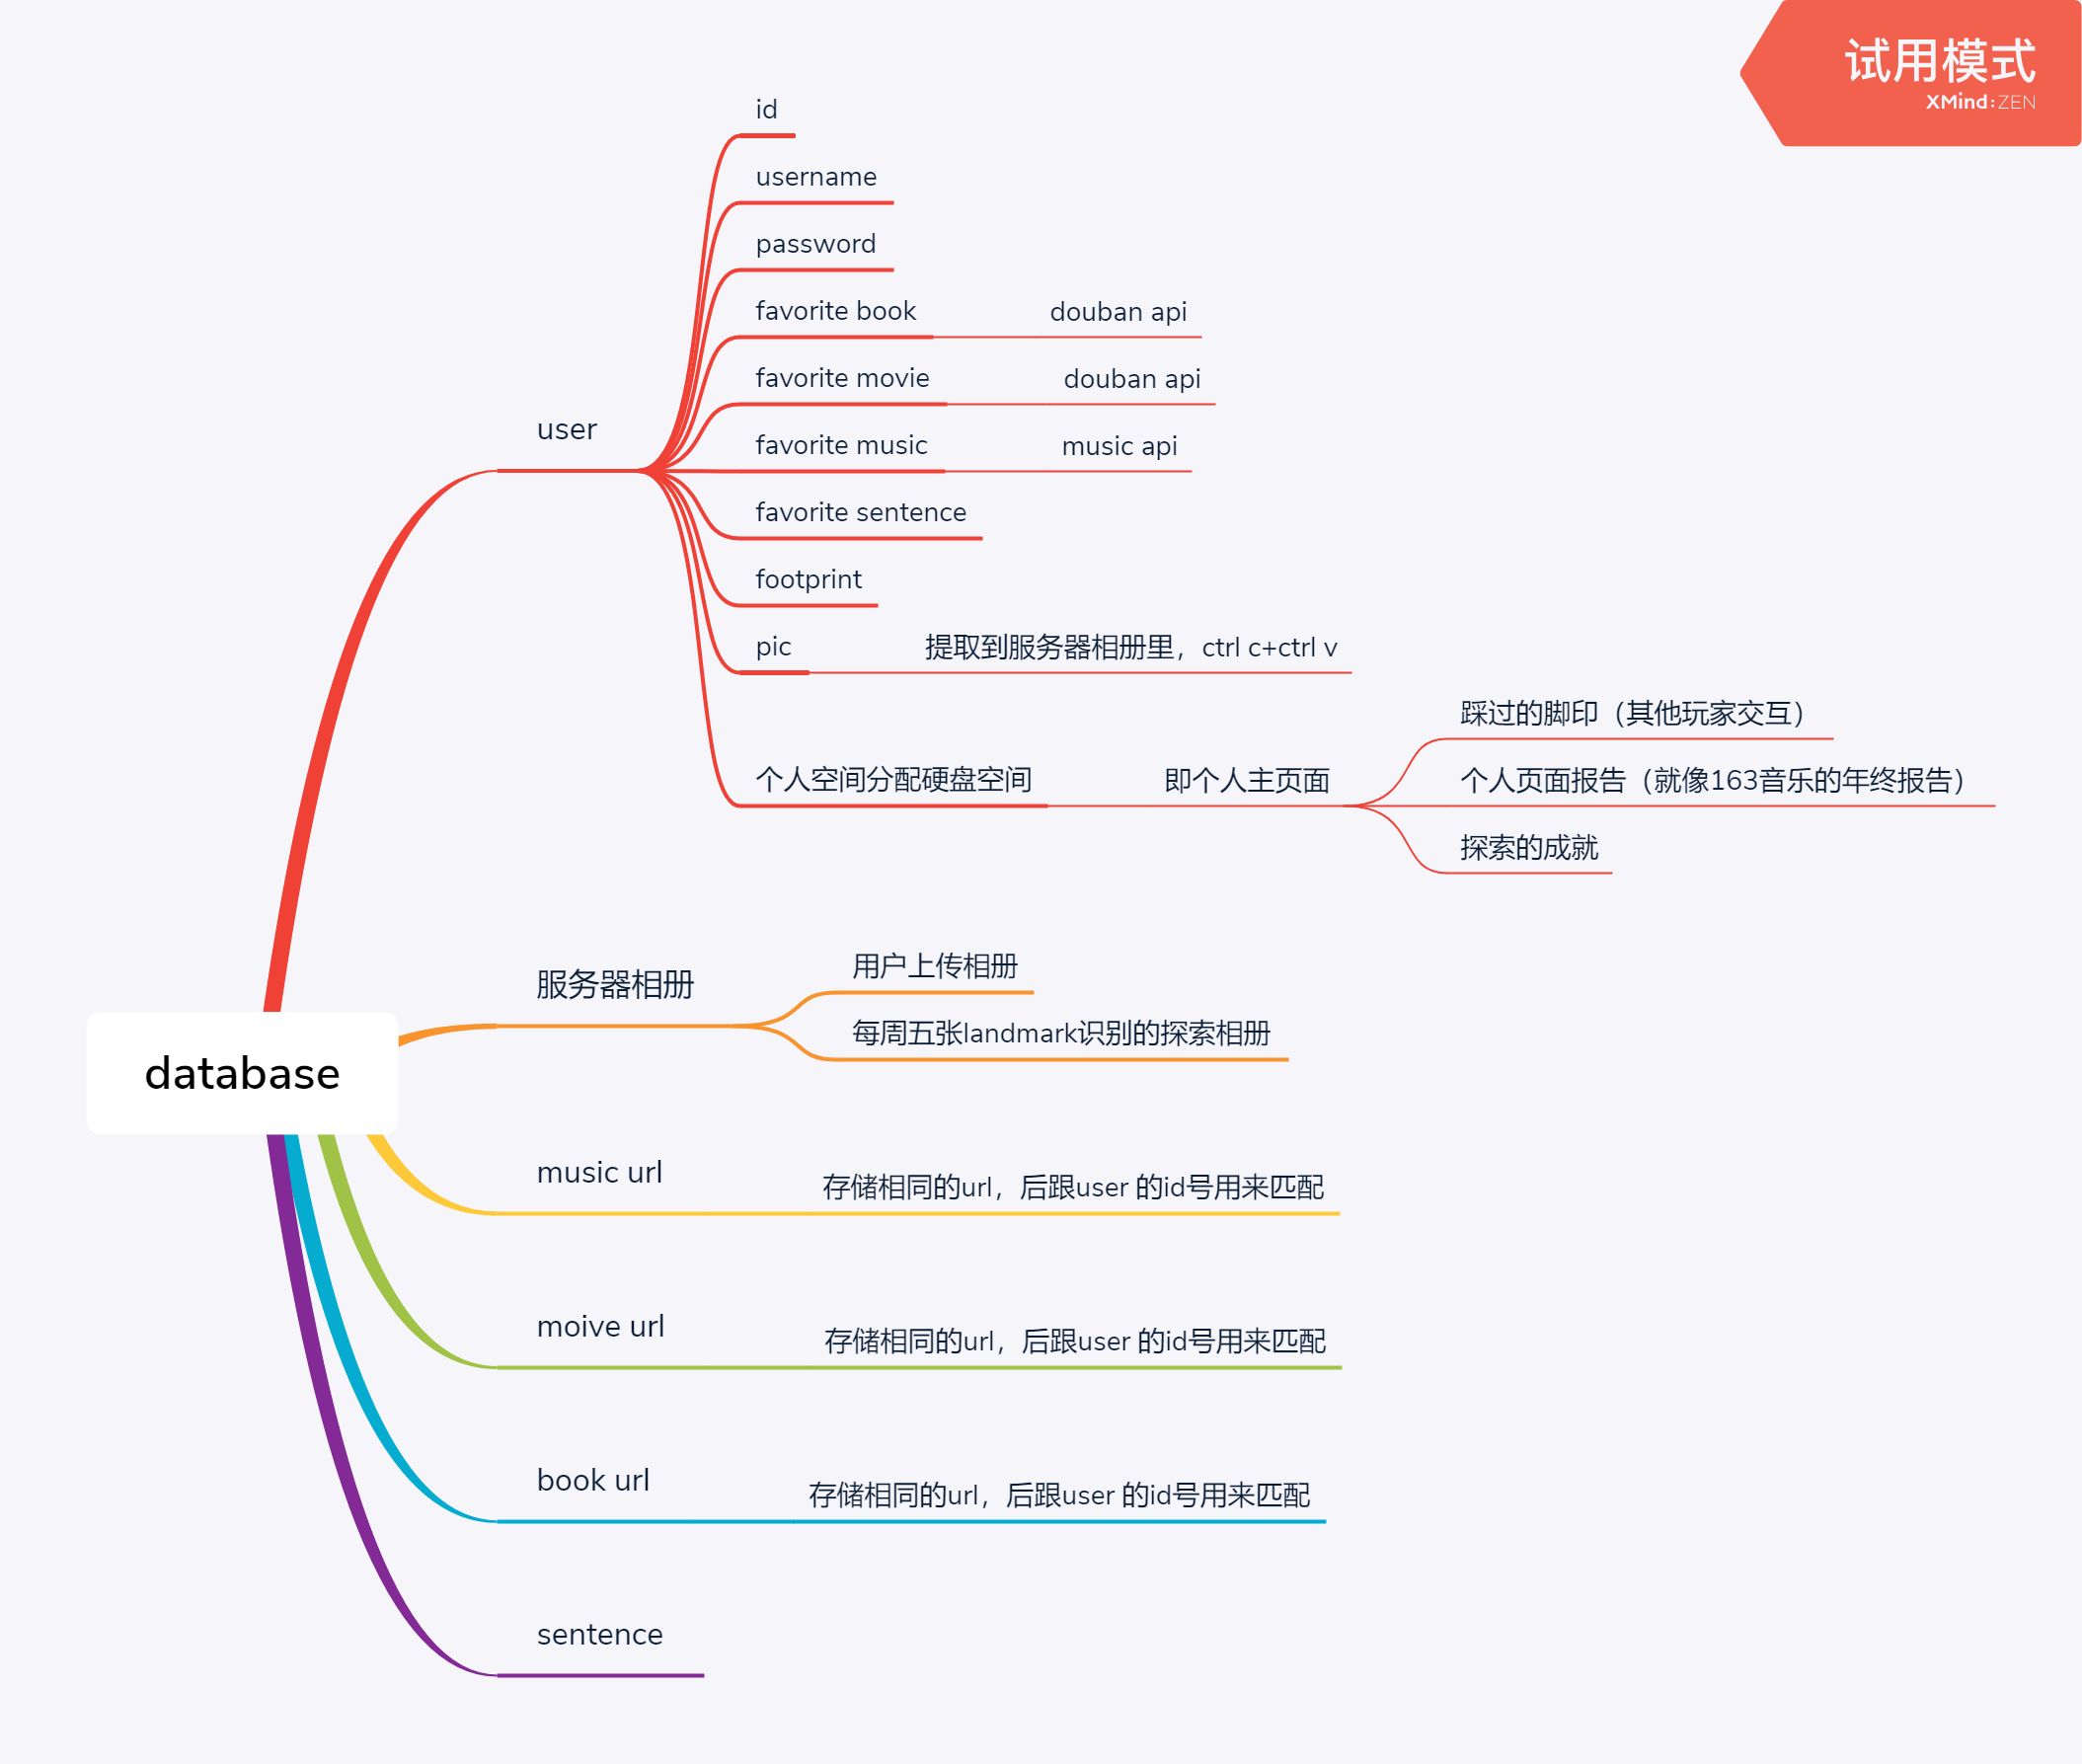 试用模式
XMind:ZEN
id
username
password
favorite book
douban api
favorite movie
douban api
user
favorite music
music api
favorite sentence
footprint
pic
提取到服务器相册里，ctrl c+ctrl v
个人空间分配硬盘空间
即个人主页面
踩过的脚印（其他玩家交互）
个人页面报告（就像163音乐的年终报告）
探索的成就
database
服务器相册
用户上传相册
每周五张landmark识别的探索相册
music url
存储相同的url，后跟user 的id号用来匹配
moive url
存储相同的url，后跟user 的id号用来匹配
book url
存储相同的url，后跟user 的id号用来匹配
sentence